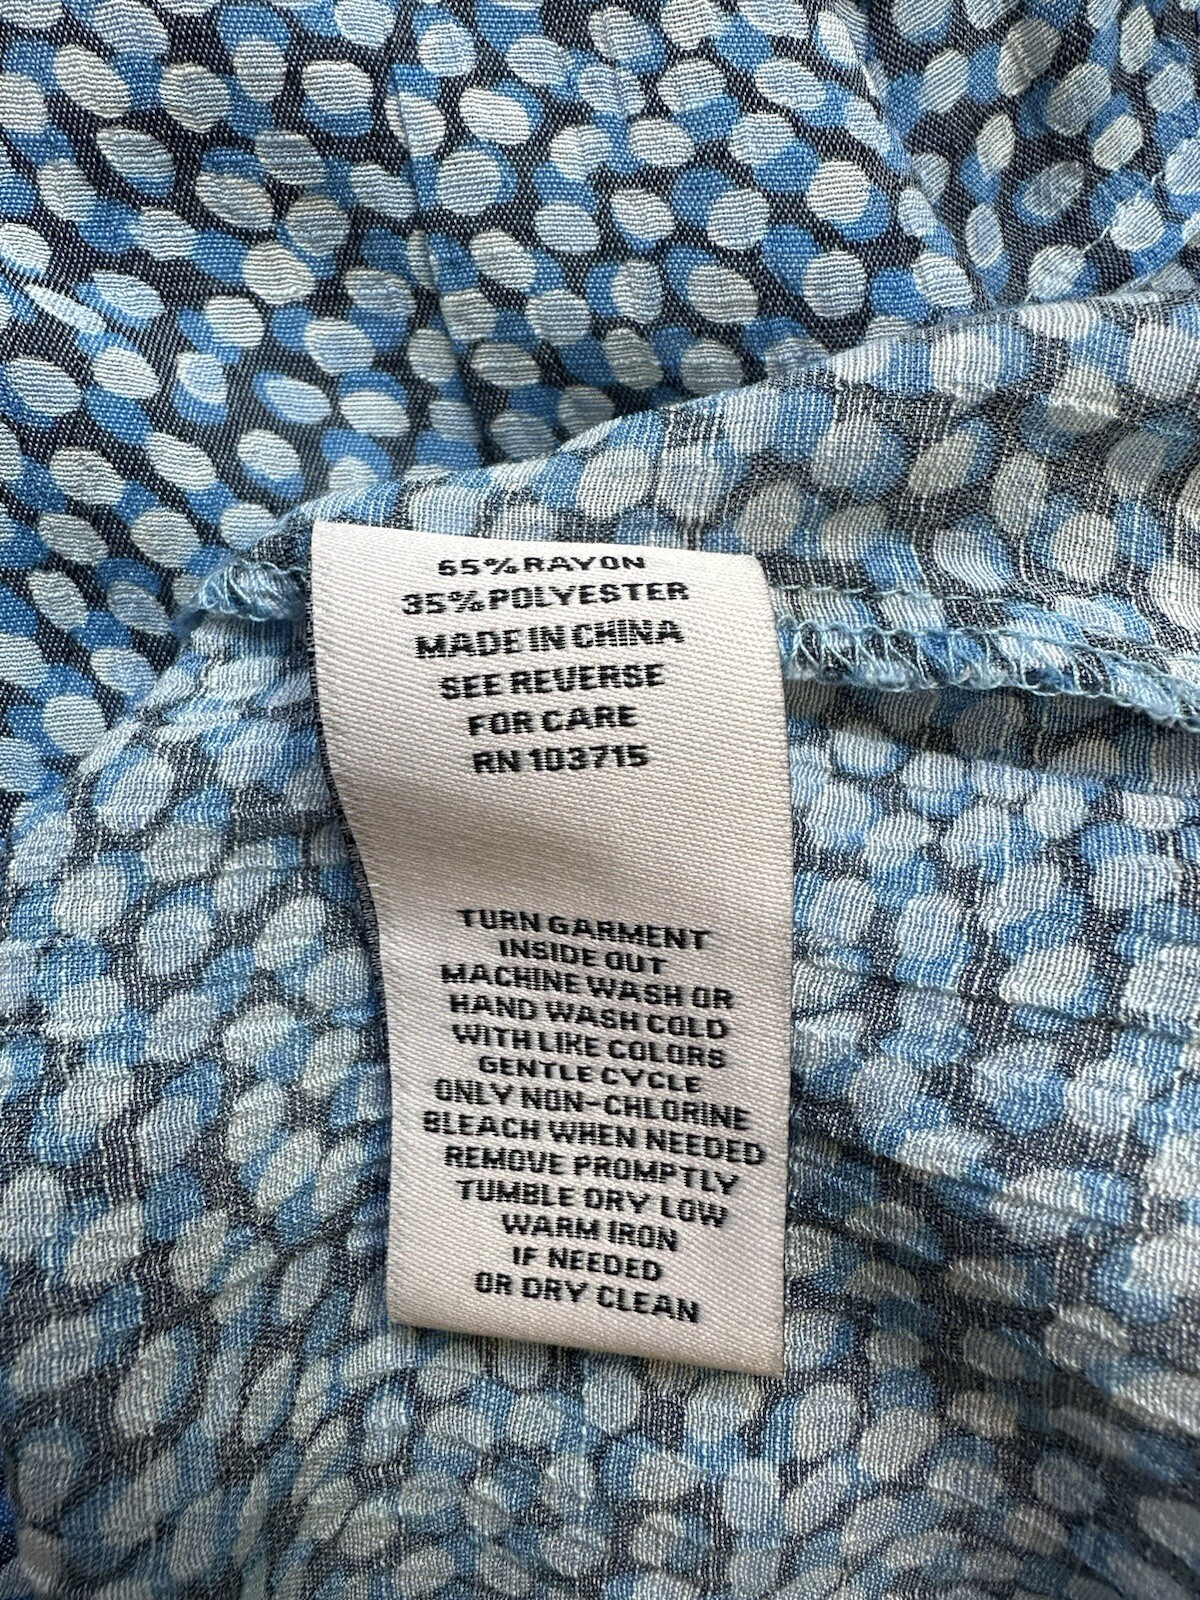 65% RAYON
35% POLYESTER
MADE IN CHINA
SEE REVERSE
FOR CARE
RN 103715
TURN GARMENT
INSIDE OUT
MACHINE WASH OR
HAND WASH COLD
WITH LIKE COLORS
GENTLE CYCLE
ONLY NON-CHLORINE
BLEACH WHEN NEEDED
REMOVE PROMPTLY
TUMBLE DRY LOW
WARM IRON
IF NEEDED
OR DRY CLEAN